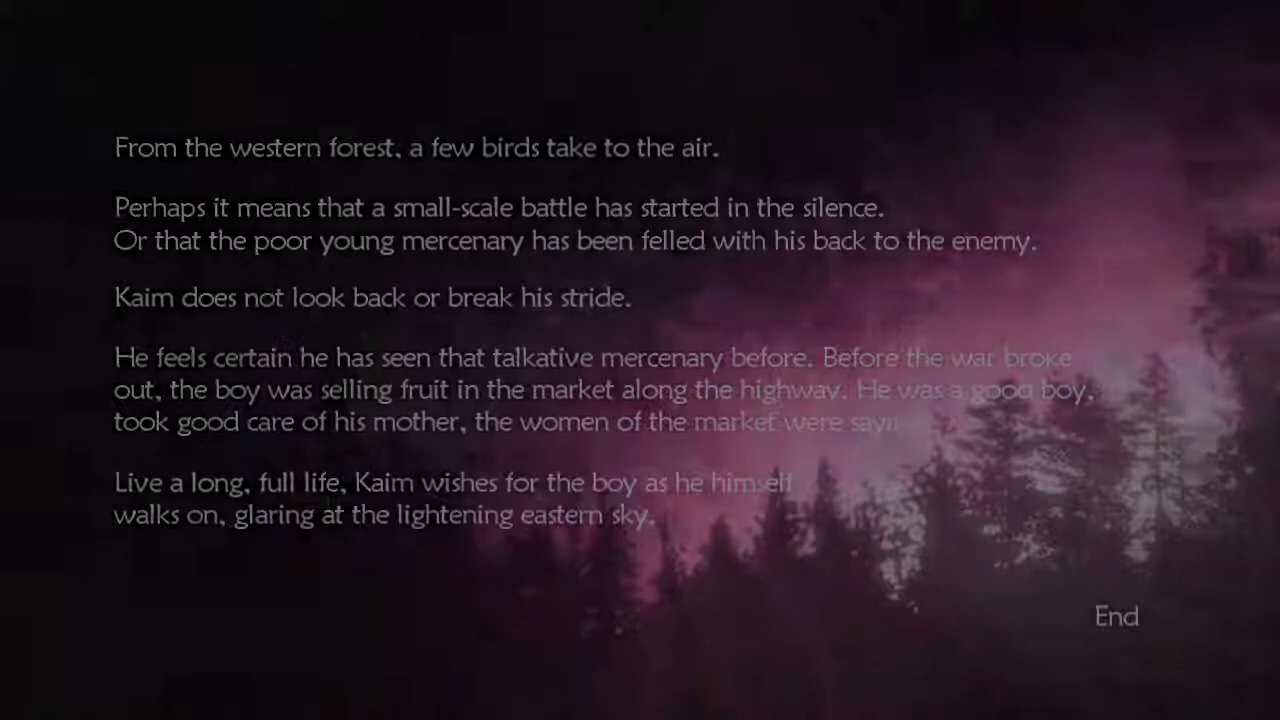 From the western forest, a few birds take to the air.
Perhaps it means that a small-scale battle has started in the silence.
Or that the poor young mercenary has been felled with his back to the enemy.
Kaim does not look back or break his stride.
He feels certain he has seen that talkative mercenary before. Before the war broke
out, the boy was selling fruit in the market along the highway. He was a good boy,
took good care of his mother, the women of the market were
Live a long, full life, Kaim wishes for the boy as he himself
walks on, glaring at the lightening eastern sky.
End